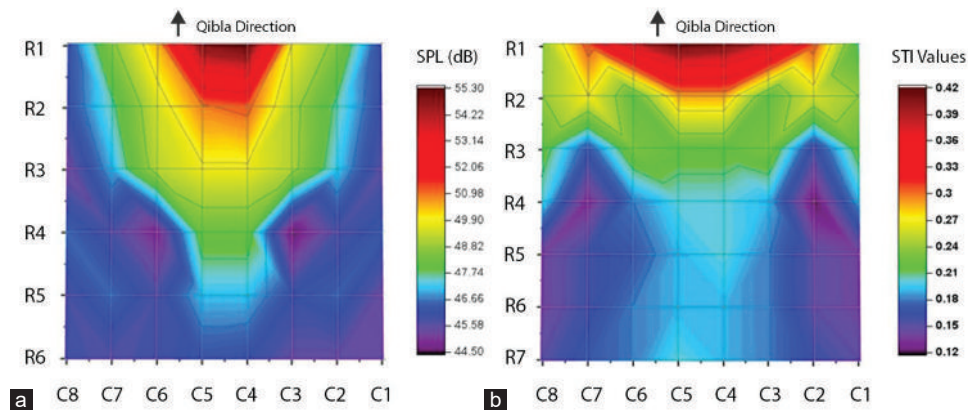 Qibla Direction
SPL (dB)
R1
R2
R3
R4
R5
R6
C8 C7 C6 C5 C4 C3 C2 C1
55.30
54.22
53.14
52.06
50.98
49.90
48.82
47.74
46.66
45.58
44.50
a
Qibla Direction
STI Values
R1
R2
R3
R4
R5
R6
R7
C8 C7 C6 C5 C4 C3 C2 C1
0.42
0.39
0.36
0.33
0.3
0.27
0.24
0.21
0.18
0.15
0.12
b